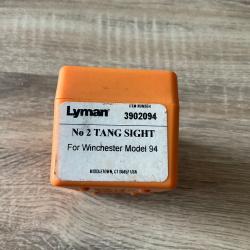 ITEM NUMBER
Lyman® 3902094
No 2 TANG SIGHT
For Winchester Model 94
MIDDLETOWN, CT 06457 USA